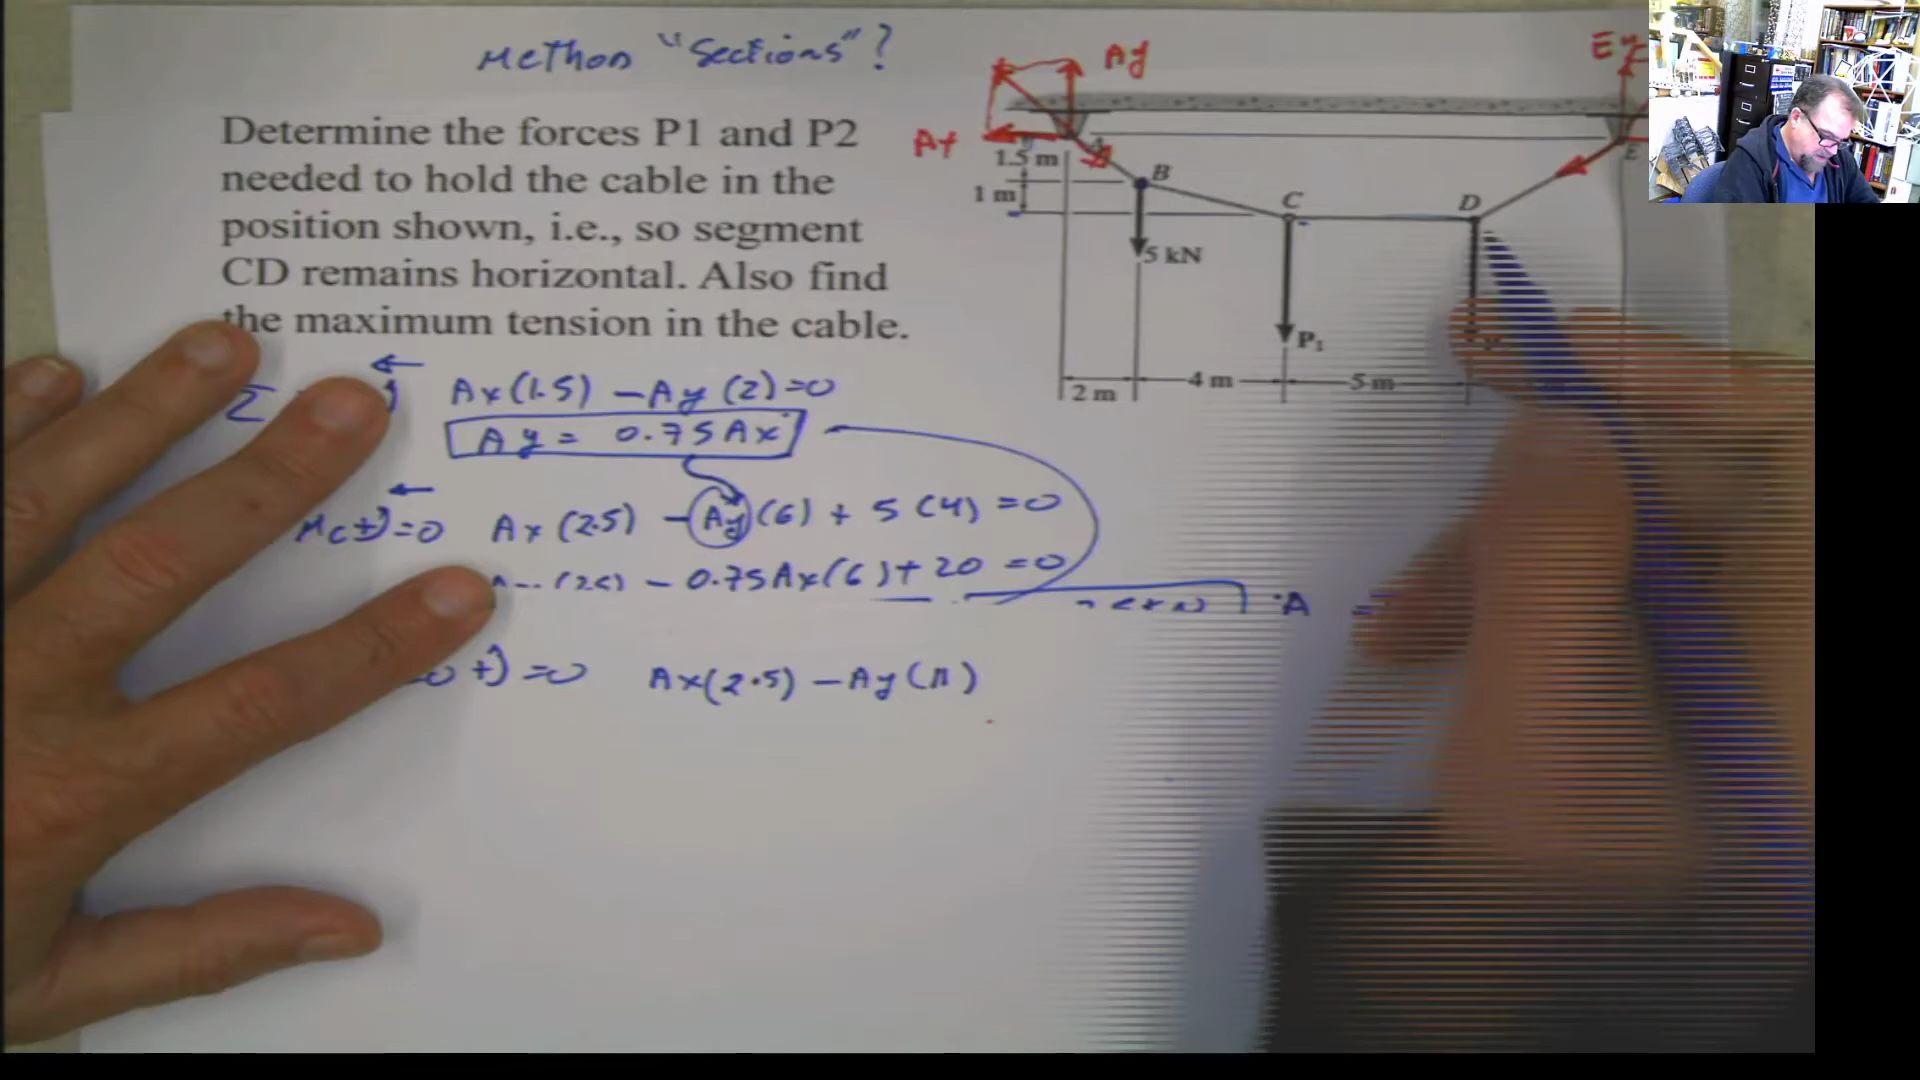 Method "Sections"?
Determine the forces P1 and P2
needed to hold the cable in the
position shown, i.e., so segment
CD remains horizontal. Also find
the maximum tension in the cable.
Ay
Ax
A
E
1.5 m
1 m
B
C
D
5 kN
P1
2 m
4 m
5 m
Σ
Ax(1.5) - Ay(2)=0
Ay = 0.75Ax
Mc+)=0 Ax(2.5) - Ay(6) + 5(4) =0
- 0.75Ax(6)+ 20 =0
A =
+)=0 Ax(2.5) - Ay(11)